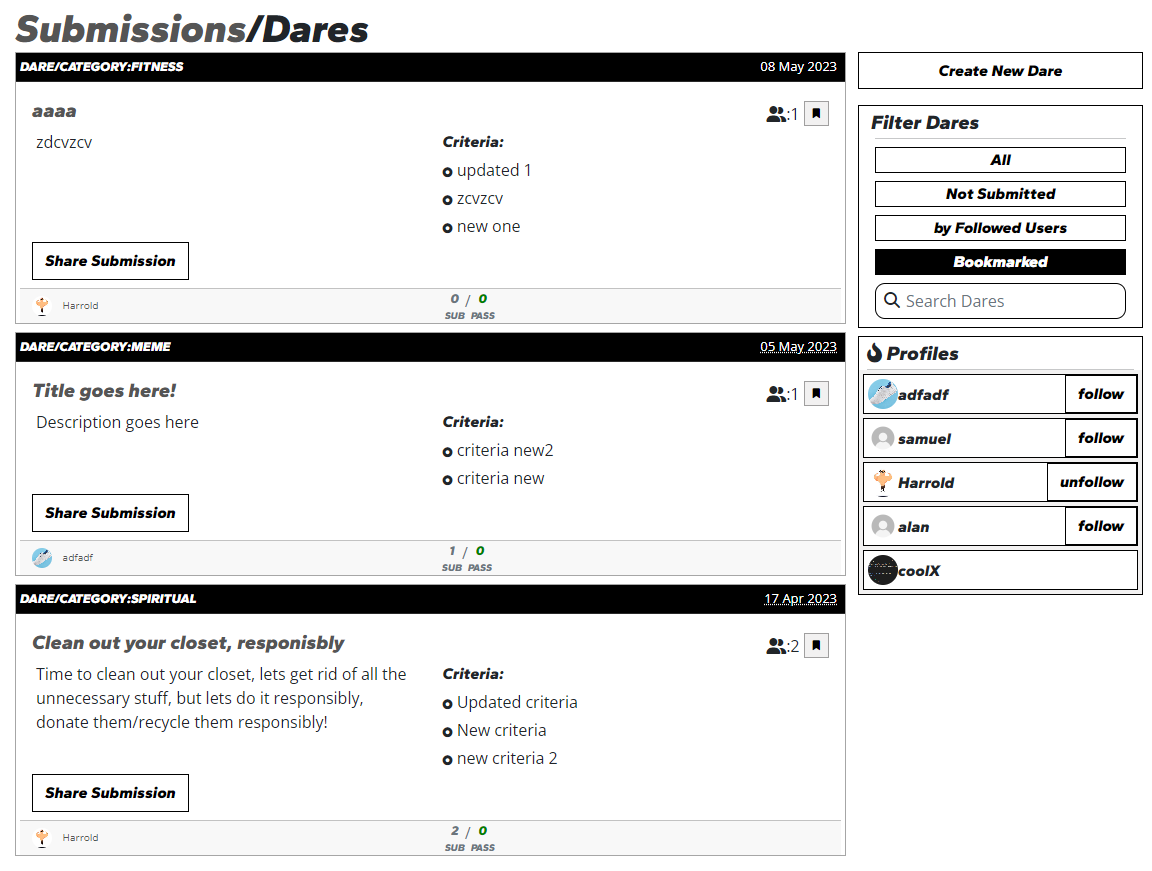 Submissions/Dares
DARE/CATEGORY:FITNESS 08 May 2023
aaaa :1
zdcvzcv
Criteria:
updated 1
zcvzcv
new one
Share Submission
Harrold
0 / 0
SUB PASS
DARE/CATEGORY:MEME 05 May 2023
Title goes here! :1
Description goes here
Criteria:
criteria new2
criteria new
Share Submission
adfadf
1 / 0
SUB PASS
DARE/CATEGORY:SPIRITUAL 17 Apr 2023
Clean out your closet, responisbly :2
Time to clean out your closet, lets get rid of all the
unnecessary stuff, but lets do it responsibly,
donate them/recycle them responsibly!
Criteria:
Updated criteria
New criteria
new criteria 2
Share Submission
Harrold
2 / 0
SUB PASS
Create New Dare
Filter Dares
All
Not Submitted
by Followed Users
Bookmarked
Search Dares
Profiles
adfadf follow
samuel follow
Harrold unfollow
alan follow
coolX